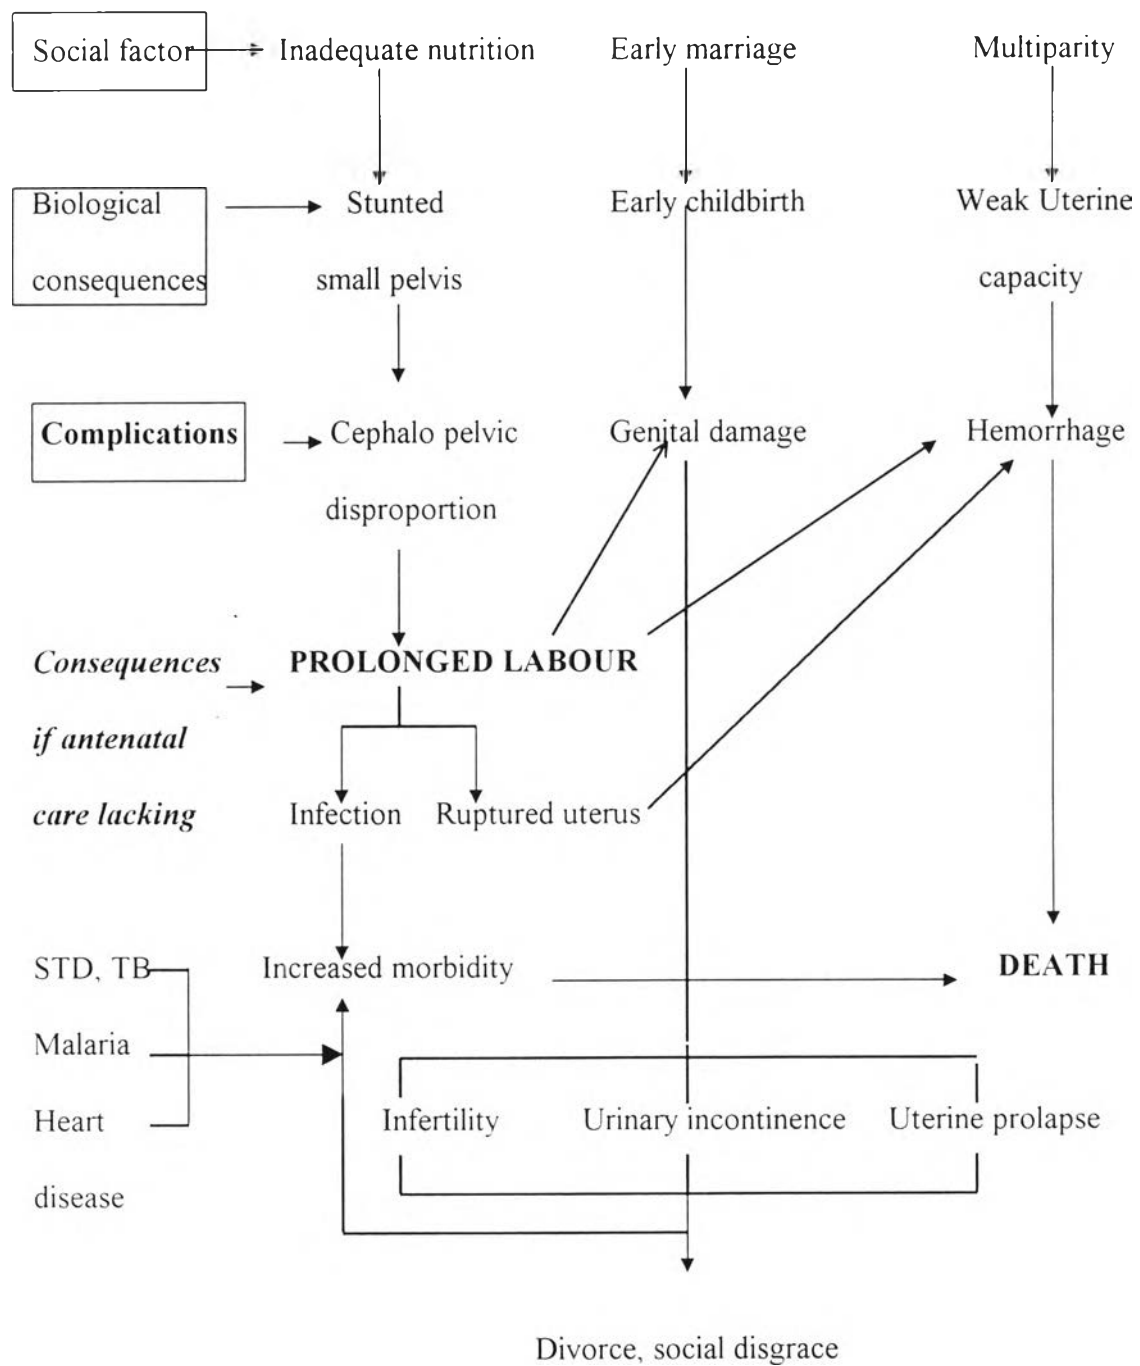 Social factor Inadequate nutrition Early marriage Multiparity
Biological Stunted Early childbirth Weak Uterine
consequences small pelvis capacity
Complications Cephalo pelvic Genital damage Hemorrhage
disproportion
Consequences PROLONGED LABOUR
if antenatal
care lacking Infection Ruptured uterus
STD, TB Increased morbidity DEATH
Malaria
Heart Infertility Urinary incontinence Uterine prolapse
disease
Divorce, social disgrace